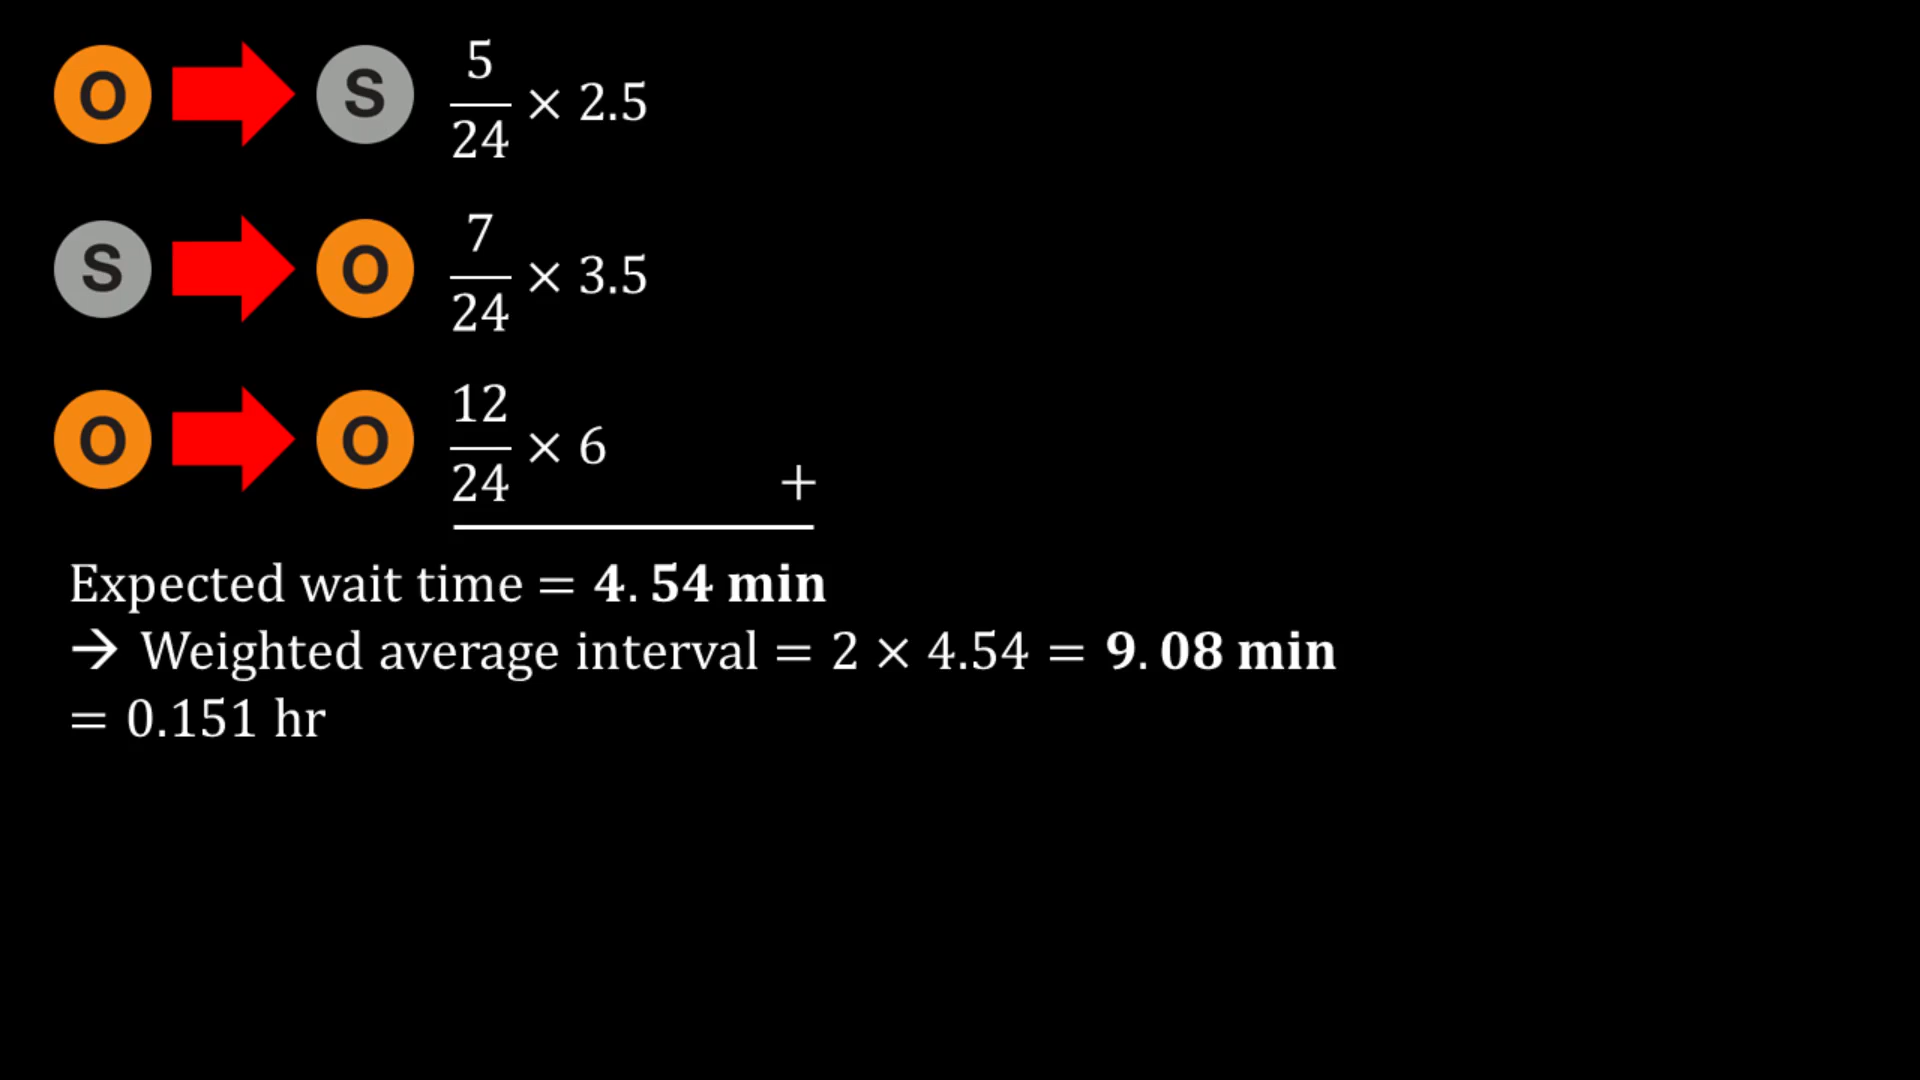 O S 5/24 × 2.5
S O 7/24 × 3.5
O O 12/24 × 6 +
Expected wait time = 4.54 min
→ Weighted average interval = 2 × 4.54 = 9.08 min
= 0.151 hr